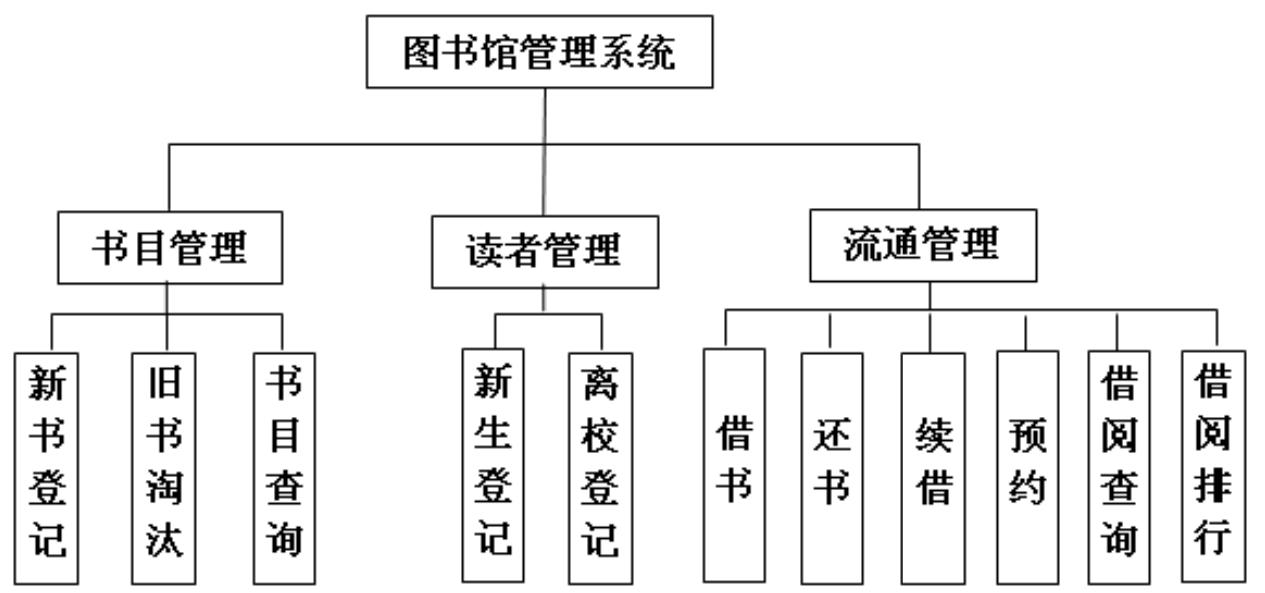 图书馆管理系统
书目管理
读者管理
流通管理
新书登记
旧书淘汰
书目查询
新生登记
离校登记
借书
还书
续借
预约
借阅查询
借阅排行